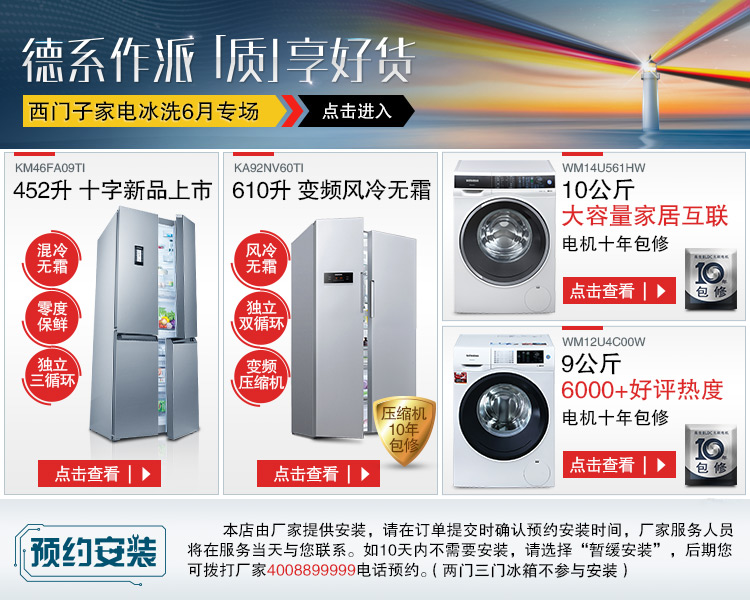 德系作派「质」享好货
西门子家电冰洗6月专场
点击进入
KM46FA09TI
452升 十字新品上市
混冷
无霜
零度
保鲜
独立
三循环
点击查看
KA92NV60TI
610升 变频风冷无霜
风冷
无霜
独立
双循环
变频
压缩机
压缩机
10年
包修
点击查看
WM14U561HW
10公斤
大容量家居互联
电机十年包修
点击查看
10年
包修
WM12U4C00W
9公斤
6000+好评热度
电机十年包修
点击查看
10年
包修
预约安装
本店由厂家提供安装，请在订单提交时确认预约安装时间，厂家服务人员
将在服务当天与您联系。如10天内不需要安装，请选择“暂缓安装”，后期您
可拨打厂家4008899999电话预约。（两门三门冰箱不参与安装）